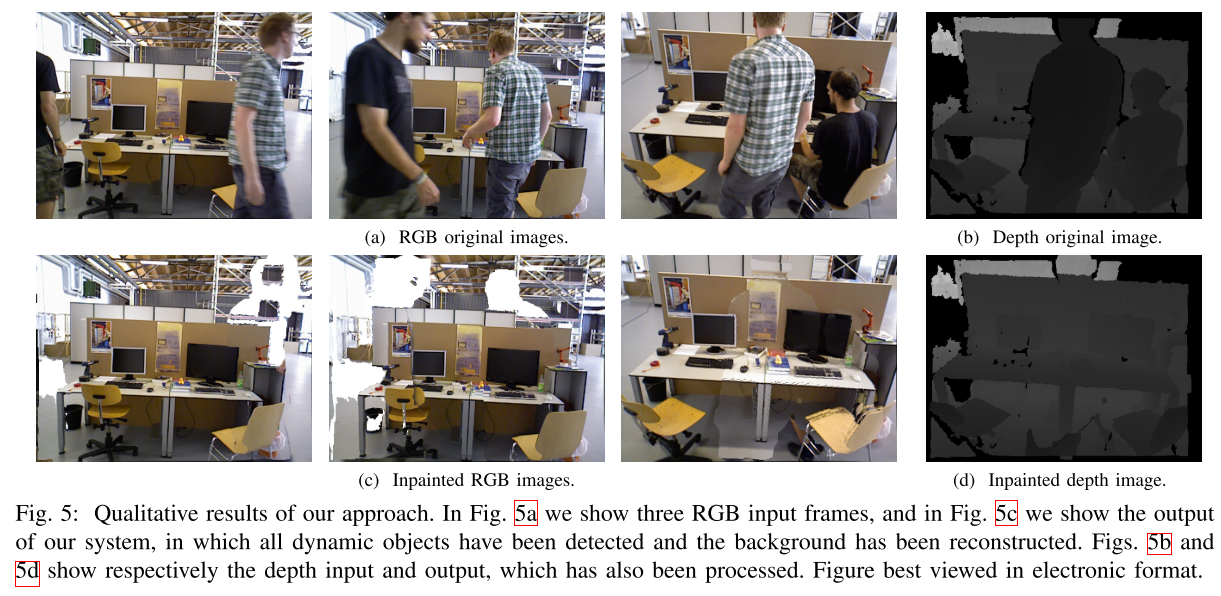 (a) RGB original images.
(b) Depth original image.
(c) Inpainted RGB images.
(d) Inpainted depth image.
Fig. 5: Qualitative results of our approach. In Fig. 5a we show three RGB input frames, and in Fig. 5c we show the output
of our system, in which all dynamic objects have been detected and the background has been reconstructed. Figs. 5b and
5d show respectively the depth input and output, which has also been processed. Figure best viewed in electronic format.